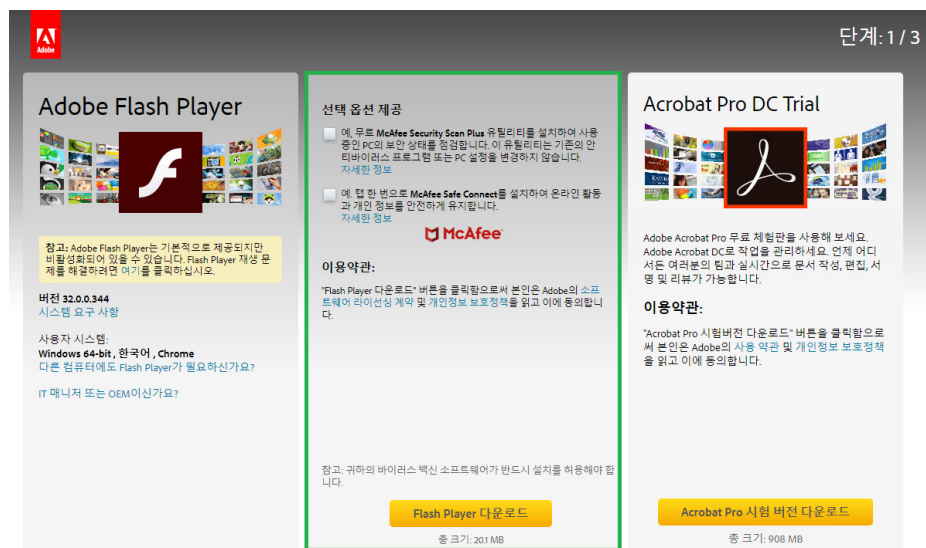 Adobe
단계: 1 / 3
Adobe Flash Player
참고: Adobe Flash Player는 기본적으로 제공되지만
비활성화되어 있을 수 있습니다. Flash Player 재생 문
제를 해결하려면 여기를 클릭하십시오.
버전 32.0.0.344
시스템 요구 사항
사용자 시스템:
Windows 64-bit , 한국어 , Chrome
다른 컴퓨터에도 Flash Player가 필요하신가요?
IT 매니저 또는 OEM이신가요?
선택 옵션 제공
예, 무료 McAfee Security Scan Plus 유틸리티를 설치하여 사용
중인 PC의 보안 상태를 점검합니다. 이 유틸리티는 기존의 안
티바이러스 프로그램 또는 PC 설정을 변경하지 않습니다.
자세한 정보
예, 탭 한 번으로 McAfee Safe Connect를 설치하여 온라인 활동
과 개인 정보를 안전하게 유지합니다.
자세한 정보
McAfee
이용약관:
"Flash Player 다운로드" 버튼을 클릭함으로써 본인은 Adobe의 소프
트웨어 라이선싱 계약 및 개인정보 보호정책을 읽고 이에 동의합니
다.
참고: 귀하의 바이러스 백신 소프트웨어가 반드시 설치를 허용해야 합
니다.
Flash Player 다운로드
총 크기: 20.1 MB
Acrobat Pro DC Trial
Adobe Acrobat Pro 무료 체험판을 사용해 보세요.
Adobe Acrobat DC로 작업을 관리하세요. 언제 어디
서든 여러분의 팀과 실시간으로 문서 작성, 편집, 서
명 및 리뷰가 가능합니다.
이용약관:
"Acrobat Pro 시험버전 다운로드" 버튼을 클릭함으로
써 본인은 Adobe의 사용 약관 및 개인정보 보호정책
을 읽고 이에 동의합니다.
Acrobat Pro 시험 버전 다운로드
총 크기: 908 MB